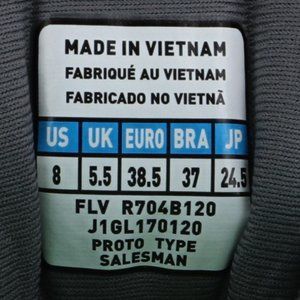 MADE IN VIETNAM
FABRIQUÉ AU VIETNAM
FABRICADO NO VIETNÃ
US UK EURO BRA JP
8 5.5 38.5 37 24.5
FLV R704B120
J1GL170120
PROTO TYPE
SALESMAN